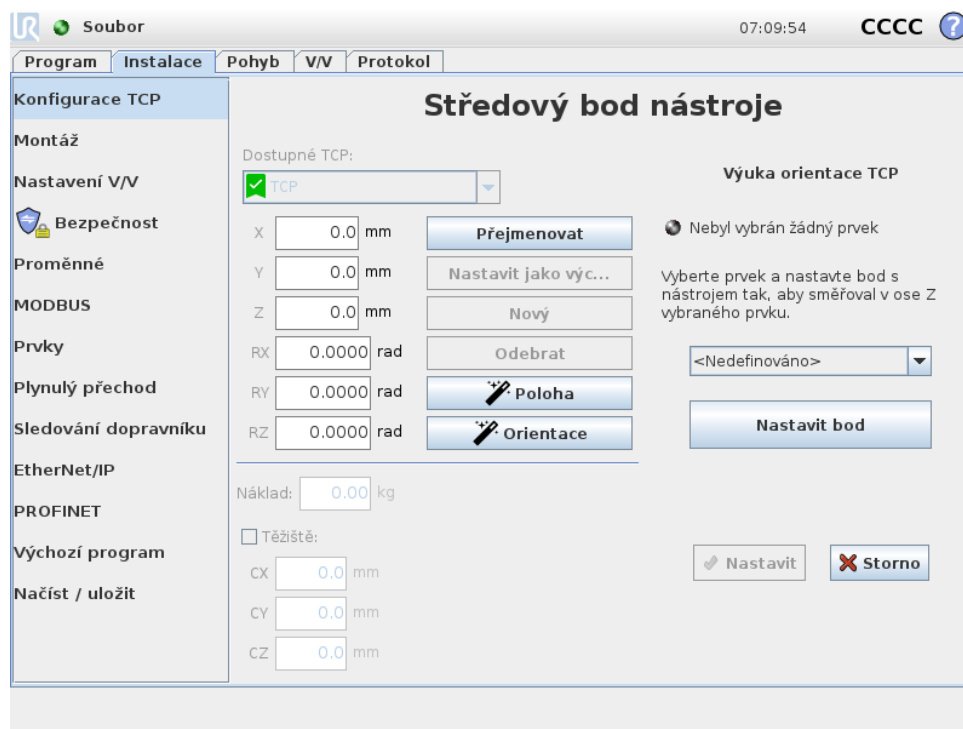 UR Soubor 07:09:54 CCCC ?
Program Instalace Pohyb V/V Protokol
Konfigurace TCP
Montáž
Nastavení V/V
Bezpečnost
Proměnné
MODBUS
Prvky
Plynulý přechod
Sledování dopravníku
EtherNet/IP
PROFINET
Výchozí program
Načíst / uložit
Středový bod nástroje
Dostupné TCP:
TCP
X 0.0 mm Přejmenovat
Y 0.0 mm Nastavit jako výc...
Z 0.0 mm Nový
RX 0.0000 rad Odebrat
RY 0.0000 rad Poloha
RZ 0.0000 rad Orientace
Náklad: 0.00 kg
Těžiště:
CX 0.0 mm
CY 0.0 mm
CZ 0.0 mm
Výuka orientace TCP
Nebyl vybrán žádný prvek
Vyberte prvek a nastavte bod s
nástrojem tak, aby směřoval v ose Z
vybraného prvku.
<Nedefinováno>
Nastavit bod
Nastavit Storno